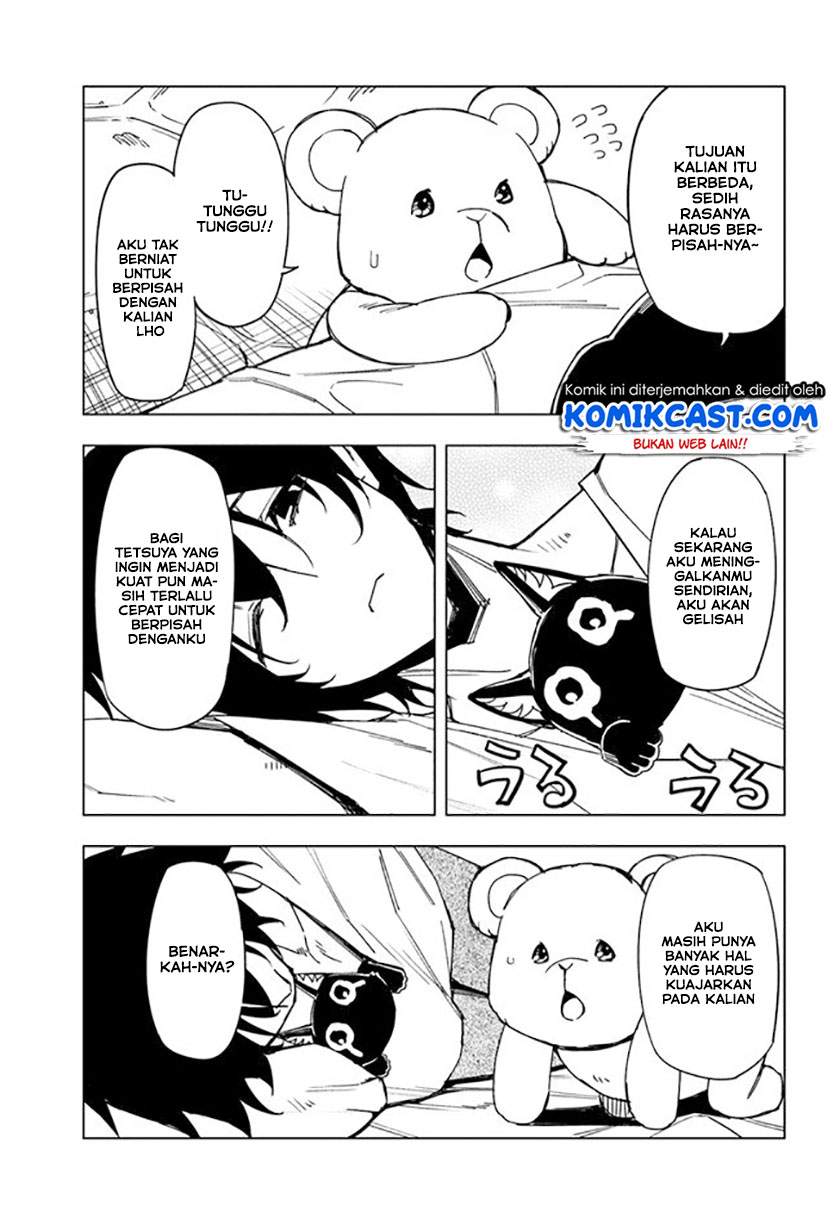 TUJUAN
KALIAN ITU
BERBEDA,
SEDIH
RASANYA
HARUS BER-
PISAH-NYA~
TU-
TUNGGU
TUNGGU!!
AKU TAK
BERNIAT
UNTUK
BERPISAH
DENGAN
KALIAN
LHO
Komik ini diterjemahkan & diedit oleh
KOMIKCAST.COM
BUKAN WEB LAIN!!
KALAU
SEKARANG
AKU MENING-
GALKANMU
SENDIRIAN,
AKU AKAN
GELISAH
うる
うる
BAGI
TETSUYA YANG
INGIN MENJADI
KUAT PUN MA-
SIH TERLALU
CEPAT UNTUK
BERPISAH
DENGANKU
AKU
MASIH PUNYA
BANYAK HAL
YANG HARUS
KUAJARKAN
PADA KALIAN
BENAR-
KAH-NYA?